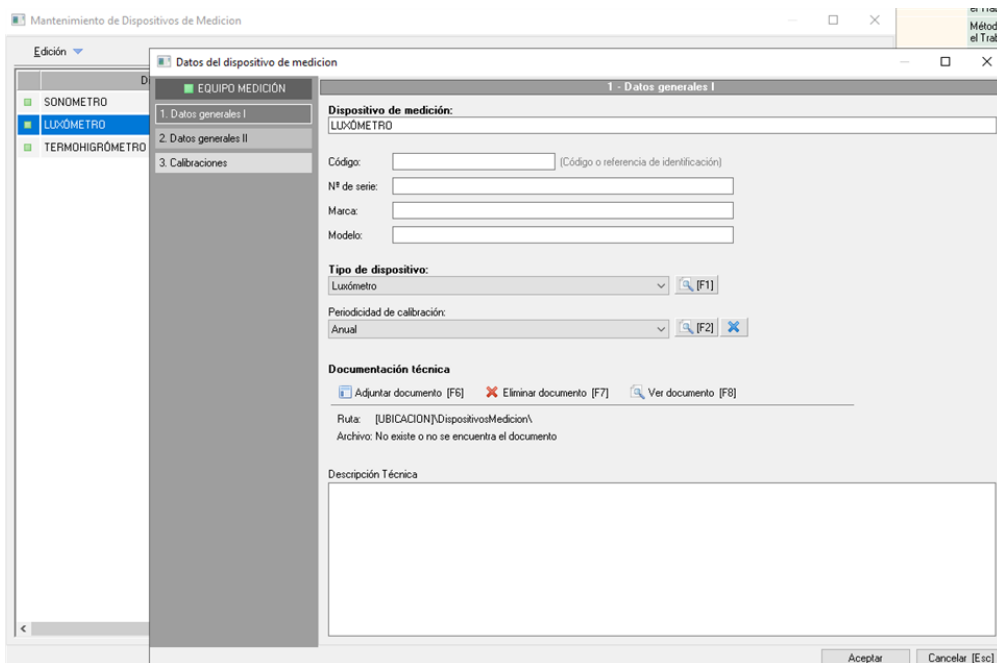 Mantenimiento de Dispositivos de Medicion
Métod
el Trab
Edición
D
SONOMETRO
LUXÓMETRO
TERMOHIGRÓMETRO
Datos del dispositivo de medicion
EQUIPO MEDICIÓN
1. Datos generales I
2. Datos generales II
3. Calibraciones
1 - Datos generales I
Dispositivo de medición:
LUXÓMETRO
Código: (Código o referencia de identificación)
Nº de serie:
Marca:
Modelo:
Tipo de dispositivo:
Luxómetro [F1]
Periodicidad de calibración:
Anual [F2]
Documentación técnica
Adjuntar documento [F6] Eliminar documento [F7] Ver documento [F8]
Ruta: [UBICACION]\DispositivosMedicion\
Archivo: No existe o no se encuentra el documento
Descripción Técnica
Aceptar Cancelar [Esc]